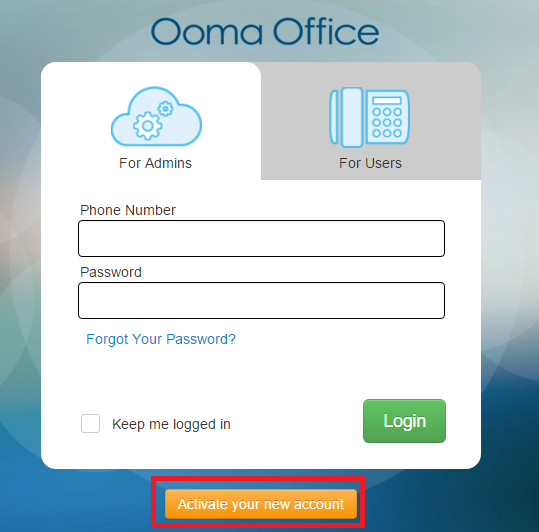 Ooma Office
For Admins
For Users
Phone Number
Password
Forgot Your Password?
Keep me logged in
Login
Activate your new account